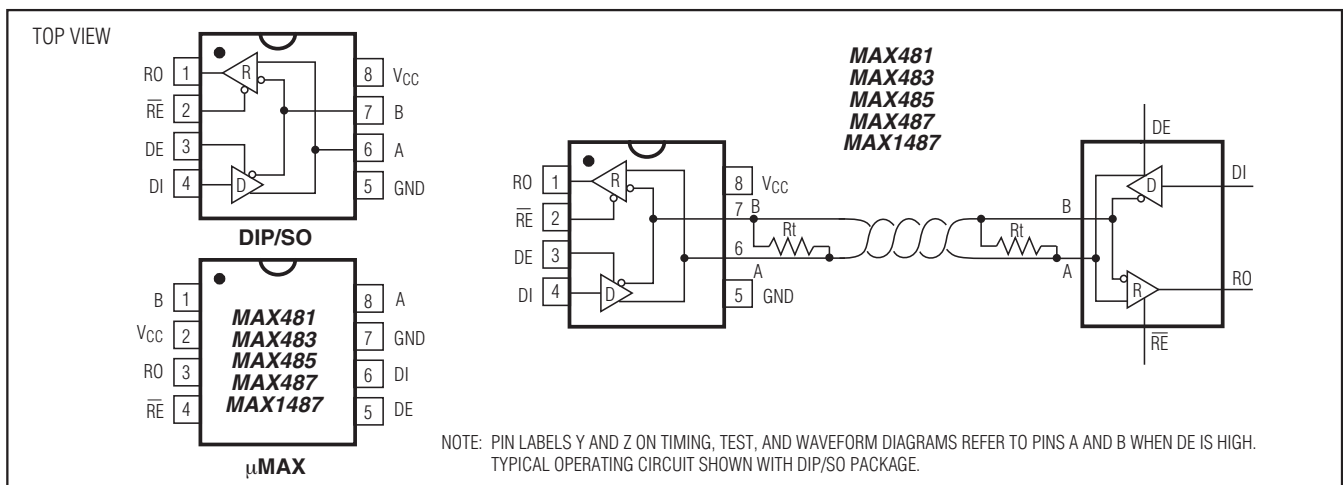 TOP VIEW
RO 1
RE 2
DE 3
DI 4
R
D
8 VCC
7 B
6 A
5 GND
DIP/SO
B 1
VCC 2
RO 3
RE 4
MAX481
MAX483
MAX485
MAX487
MAX1487
8 A
7 GND
6 DI
5 DE
μMAX
MAX481
MAX483
MAX485
MAX487
MAX1487
RO 1
RE 2
DE 3
DI 4
R
D
8 VCC
7 B
6
A
5 GND
Rt
Rt
B
A
DE
D
DI
R
RO
RE
NOTE: PIN LABELS Y AND Z ON TIMING, TEST, AND WAVEFORM DIAGRAMS REFER TO PINS A AND B WHEN DE IS HIGH.
TYPICAL OPERATING CIRCUIT SHOWN WITH DIP/SO PACKAGE.